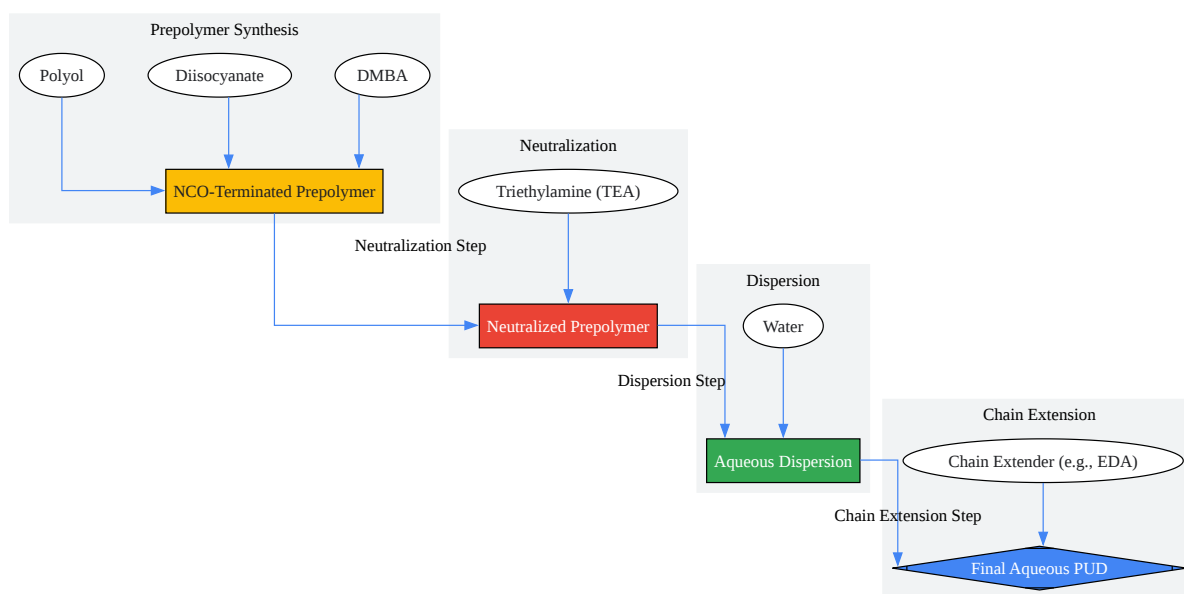 Prepolymer Synthesis
Polyol
Diisocyanate
DMBA
NCO-Terminated Prepolymer
Neutralization
Triethylamine (TEA)
Neutralization Step
Neutralized Prepolymer
Dispersion
Water
Dispersion Step
Aqueous Dispersion
Chain Extension
Chain Extender (e.g., EDA)
Chain Extension Step
Final Aqueous PUD